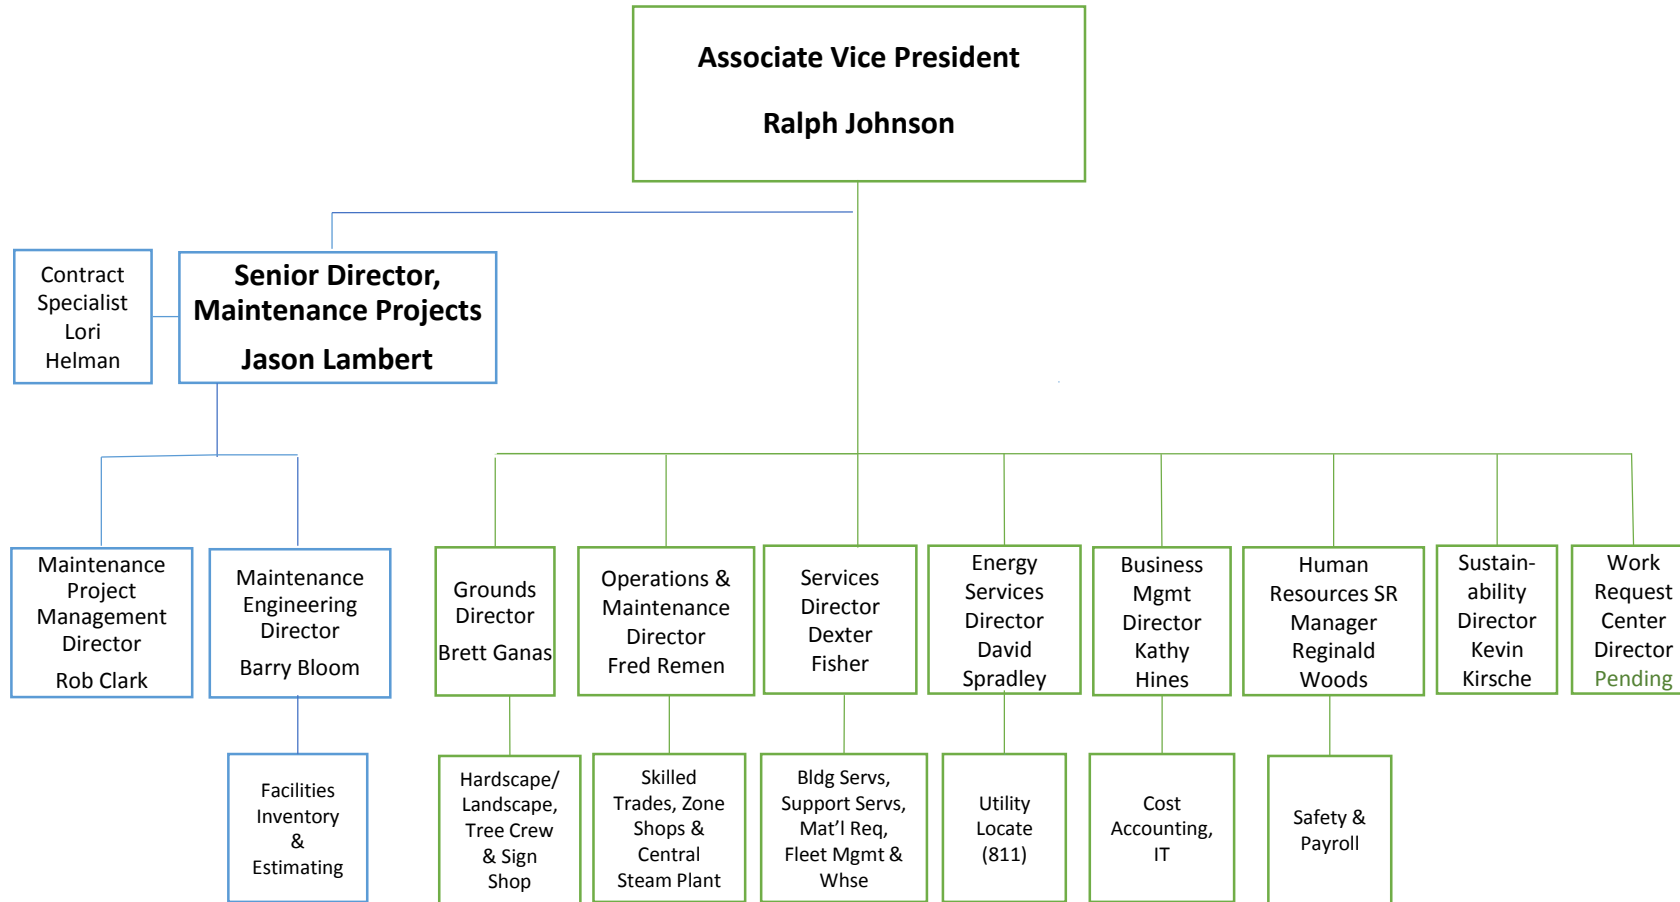 Associate Vice President
Ralph Johnson
Contract
Specialist
Lori
Helman
Senior Director,
Maintenance Projects
Jason Lambert
Maintenance
Project
Management
Director
Rob Clark
Maintenance
Engineering
Director
Barry Bloom
Grounds
Director
Brett Ganas
Operations &
Maintenance
Director
Fred Remen
Services
Director
Dexter
Fisher
Energy
Services
Director
David
Spradley
Business
Mgmt
Director
Kathy
Hines
Human
Resources SR
Manager
Reginald
Woods
Sustain-
ability
Director
Kevin
Kirsche
Work
Request
Center
Director
Pending
Facilities
Inventory
&
Estimating
Hardscape/
Landscape,
Tree Crew
& Sign
Shop
Skilled
Trades, Zone
Shops &
Central
Steam Plant
Bldg Servs,
Support Servs,
Mat'l Req,
Fleet Mgmt &
Whse
Utility
Locate
(811)
Cost
Accounting,
IT
Safety &
Payroll